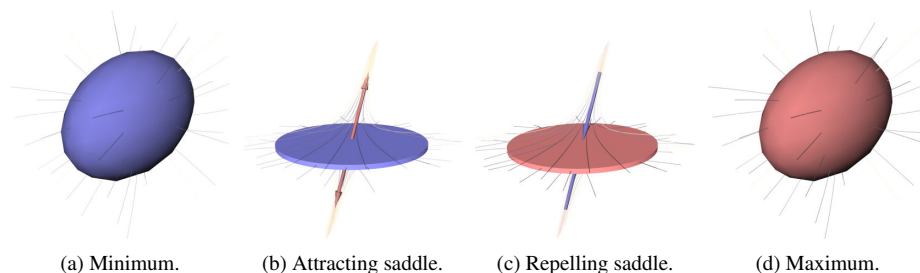 (a) Minimum. (b) Attracting saddle. (c) Repelling saddle. (d) Maximum.